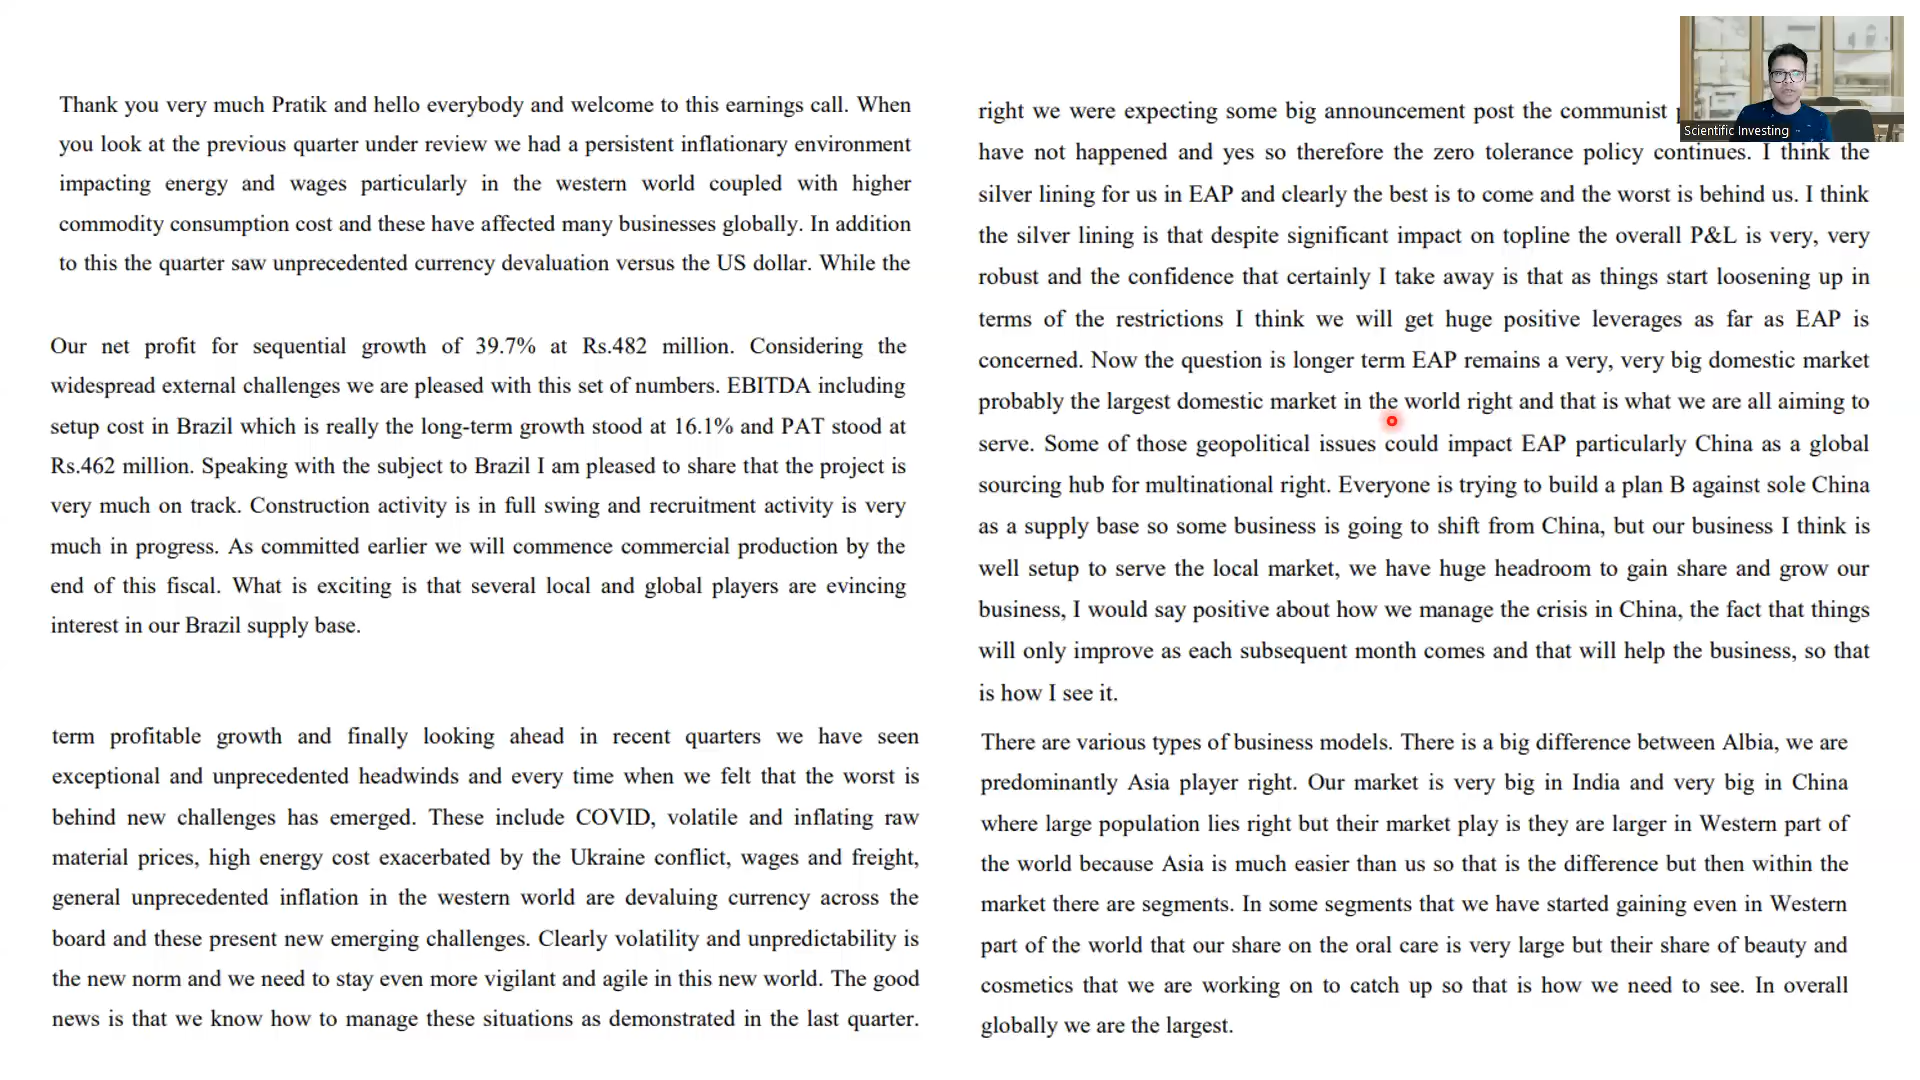 Thank you very much Pratik and hello everybody and welcome to this earnings call. When
you look at the previous quarter under review we had a persistent inflationary environment
impacting energy and wages particularly in the western world coupled with higher
commodity consumption cost and these have affected many businesses globally. In addition
to this the quarter saw unprecedented currency devaluation versus the US dollar. While the
Our net profit for sequential growth of 39.7% at Rs.482 million. Considering the
widespread external challenges we are pleased with this set of numbers. EBITDA including
setup cost in Brazil which is really the long-term growth stood at 16.1% and PAT stood at
Rs.462 million. Speaking with the subject to Brazil I am pleased to share that the project is
very much on track. Construction activity is in full swing and recruitment activity is very
much in progress. As committed earlier we will commence commercial production by the
end of this fiscal. What is exciting is that several local and global players are evincing
interest in our Brazil supply base.
term profitable growth and finally looking ahead in recent quarters we have seen
exceptional and unprecedented headwinds and every time when we felt that the worst is
behind new challenges has emerged. These include COVID, volatile and inflating raw
material prices, high energy cost exacerbated by the Ukraine conflict, wages and freight,
general unprecedented inflation in the western world are devaluing currency across the
board and these present new emerging challenges. Clearly volatility and unpredictability is
the new norm and we need to stay even more vigilant and agile in this new world. The good
news is that we know how to manage these situations as demonstrated in the last quarter.
right we were expecting some big announcement post the communist
have not happened and yes so therefore the zero tolerance policy continues. I think the
silver lining for us in EAP and clearly the best is to come and the worst is behind us. I think
the silver lining is that despite significant impact on topline the overall P&L is very, very
robust and the confidence that certainly I take away is that as things start loosening up in
terms of the restrictions I think we will get huge positive leverages as far as EAP is
concerned. Now the question is longer term EAP remains a very, very big domestic market
probably the largest domestic market in the world right and that is what we are all aiming to
serve. Some of those geopolitical issues could impact EAP particularly China as a global
sourcing hub for multinational right. Everyone is trying to build a plan B against sole China
as a supply base so some business is going to shift from China, but our business I think is
well setup to serve the local market, we have huge headroom to gain share and grow our
business, I would say positive about how we manage the crisis in China, the fact that things
will only improve as each subsequent month comes and that will help the business, so that
is how I see it.
There are various types of business models. There is a big difference between Albia, we are
predominantly Asia player right. Our market is very big in India and very big in China
where large population lies right but their market play is they are larger in Western part of
the world because Asia is much easier than us so that is the difference but then within the
market there are segments. In some segments that we have started gaining even in Western
part of the world that our share on the oral care is very large but their share of beauty and
cosmetics that we are working on to catch up so that is how we need to see. In overall
globally we are the largest.
Scientific Investing